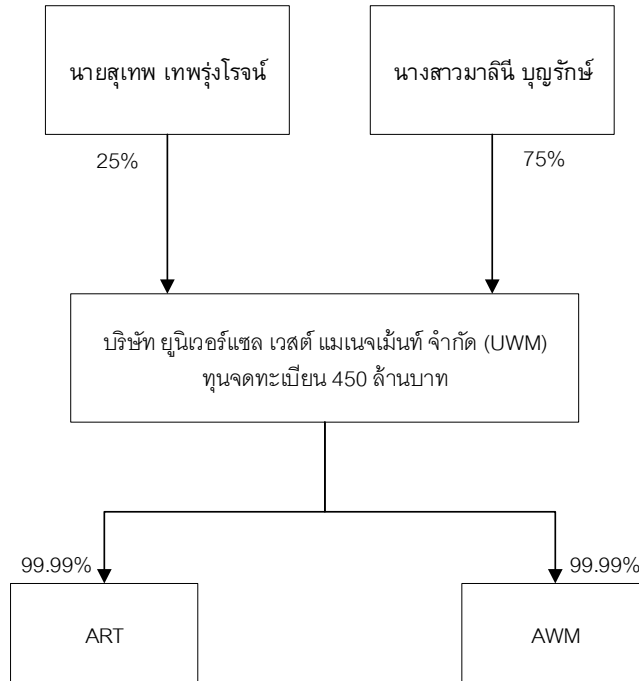 นายสุเทพ เทพรุ่งโรจน์
นางสาวมาลินี บุญรักษ์
25%
75%
บริษัท ยูนิเวอร์แซล เวสต์ แมเนจเม้นท์ จำกัด (UWM)
ทุนจดทะเบียน 450 ล้านบาท
99.99%
99.99%
ART
AWM